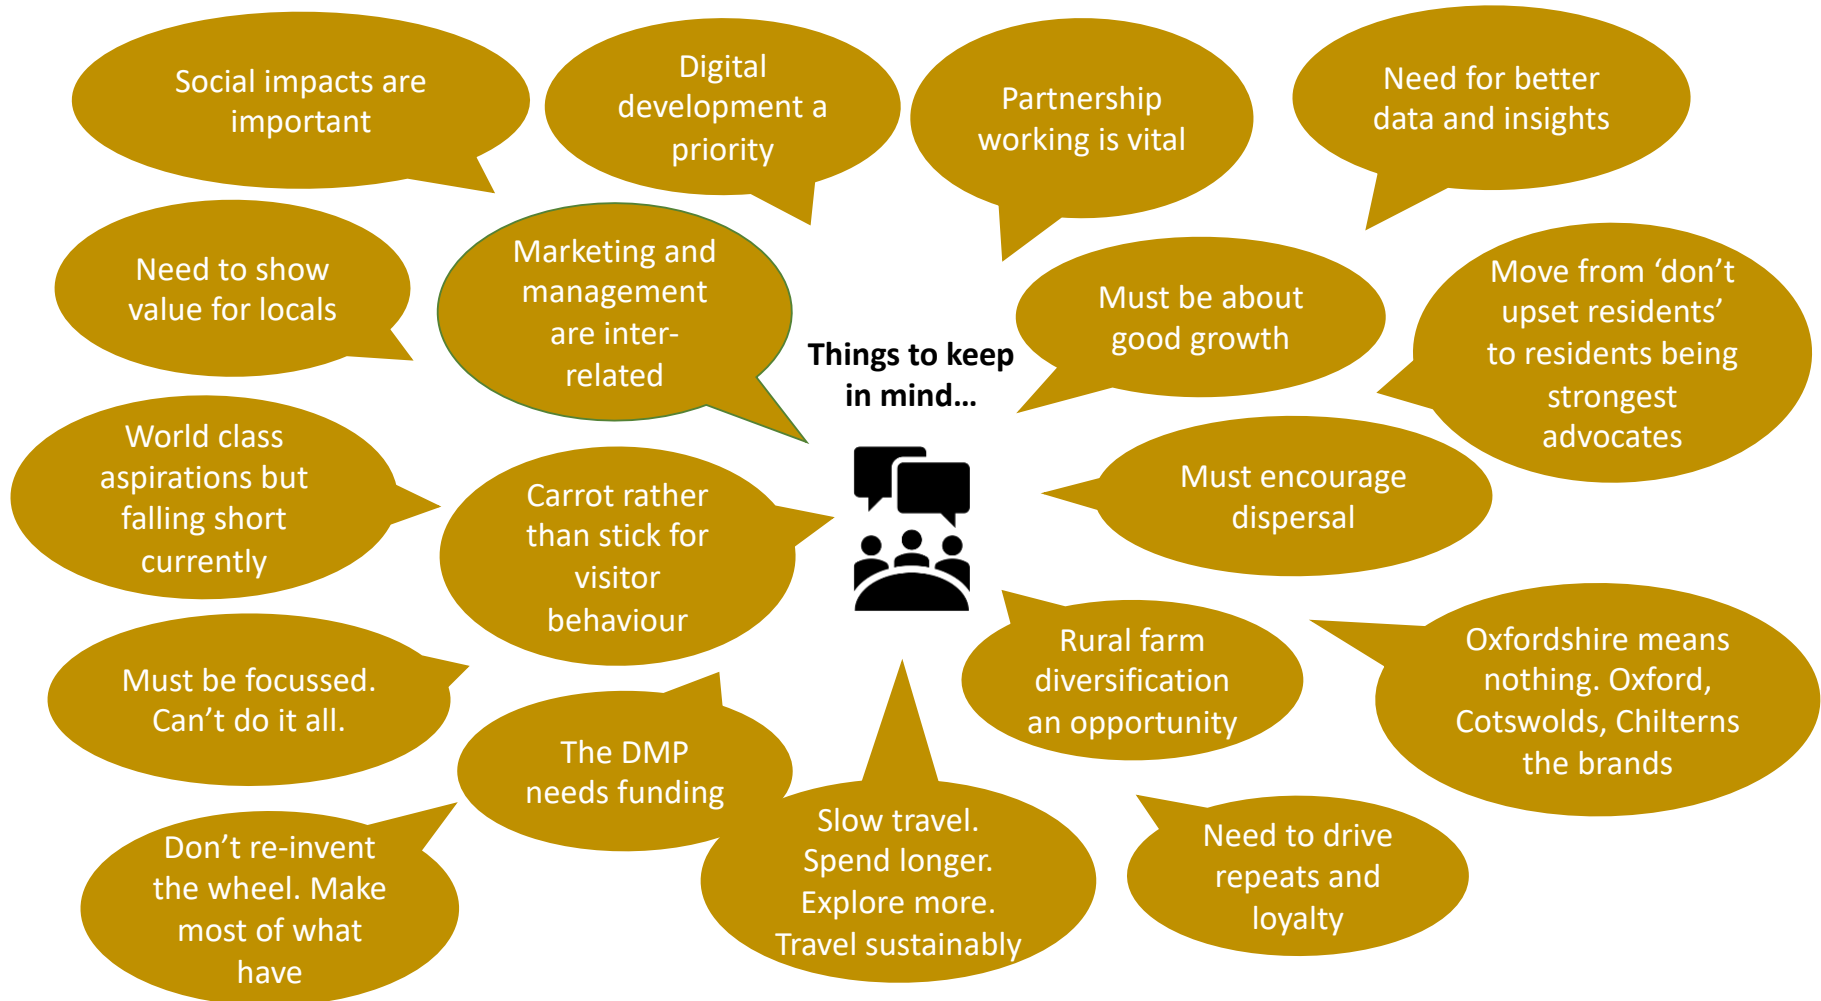 Social impacts are
important
Digital
development a
priority
Partnership
working is vital
Need for better
data and insights
Need to show
value for locals
Marketing and
management
are inter-
related
Things to keep
in mind...
Must be about
good growth
Move from ‘don’t
upset residents’
to residents being
strongest
advocates
World class
aspirations but
falling short
currently
Carrot rather
than stick for
visitor
behaviour
Must encourage
dispersal
Must be focussed.
Can’t do it all.
The DMP
needs funding
Rural farm
diversification
an opportunity
Oxfordshire means
nothing. Oxford,
Cotswolds, Chilterns
the brands
Don’t re-invent
the wheel. Make
most of what
have
Slow travel.
Spend longer.
Explore more.
Travel sustainably
Need to drive
repeats and
loyalty